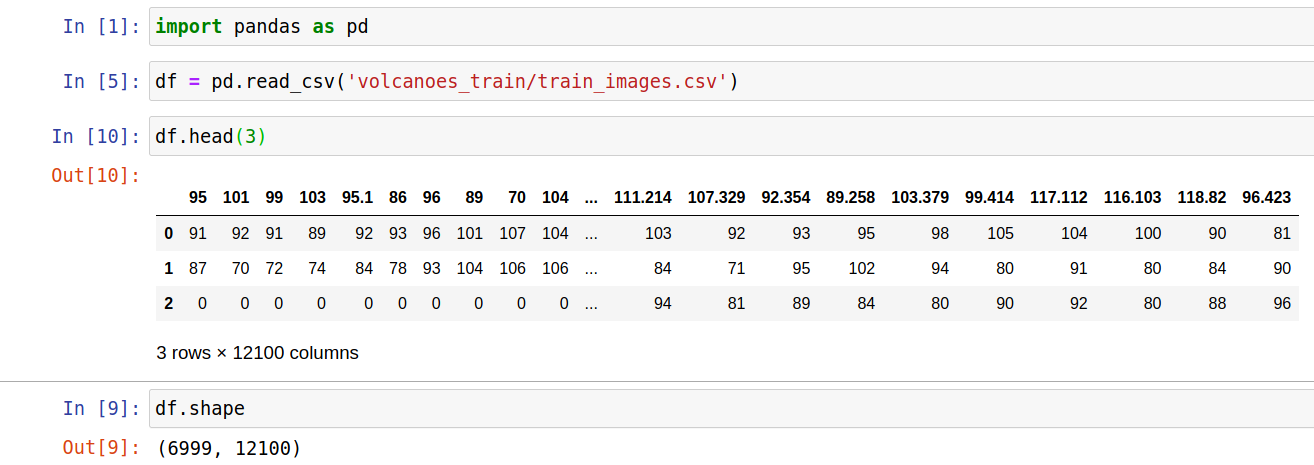 In [1]: import pandas as pd
In [5]: df = pd.read_csv('volcanoes_train/train_images.csv')
In [10]: df.head(3)
Out[10]:
95 101 99 103 95.1 86 96 89 70 104 ... 111.214 107.329 92.354 89.258 103.379 99.414 117.112 116.103 118.82 96.423
0 91 92 91 89 92 93 96 101 107 104 ... 103 92 93 95 98 105 104 100 90 81
1 87 70 72 74 84 78 93 104 106 106 ... 84 71 95 102 94 80 91 80 84 90
2 0 0 0 0 0 0 0 0 0 0 ... 94 81 89 84 80 90 92 80 88 96
3 rows × 12100 columns
In [9]: df.shape
Out[9]: (6999, 12100)